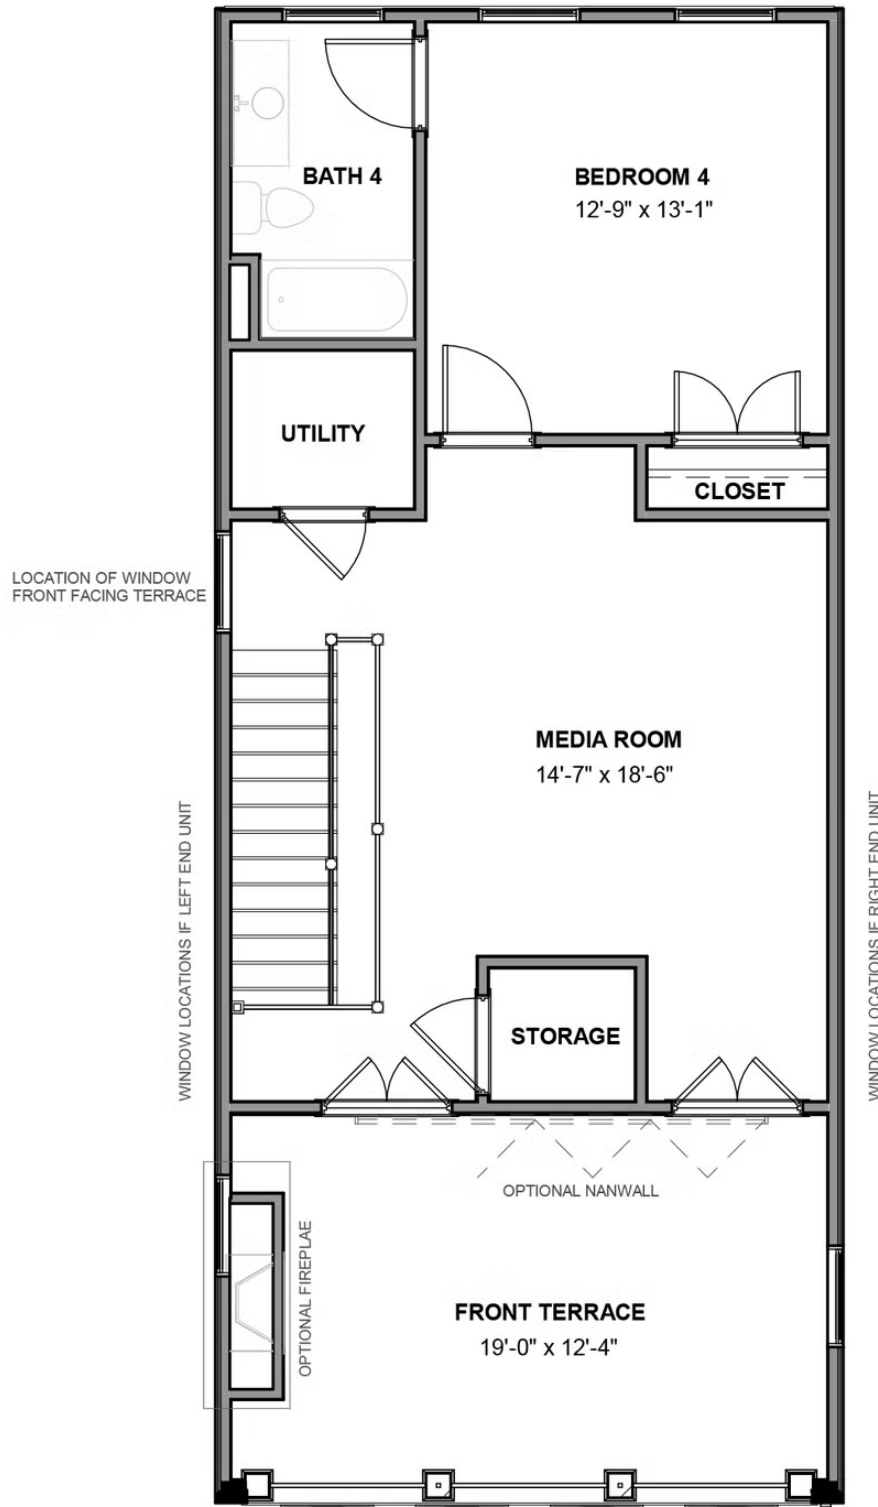 BATH 4
BEDROOM 4
12'-9" x 13'-1"
UTILITY
CLOSET
LOCATION OF WINDOW
FRONT FACING TERRACE
MEDIA ROOM
14'-7" x 18'-6"
WINDOW LOCATIONS IF LEFT END UNIT
WINDOW LOCATIONS IF RIGHT END UNIT
STORAGE
OPTIONAL NANWALL
OPTIONAL FIREPLAE
FRONT TERRACE
19'-0" x 12'-4"